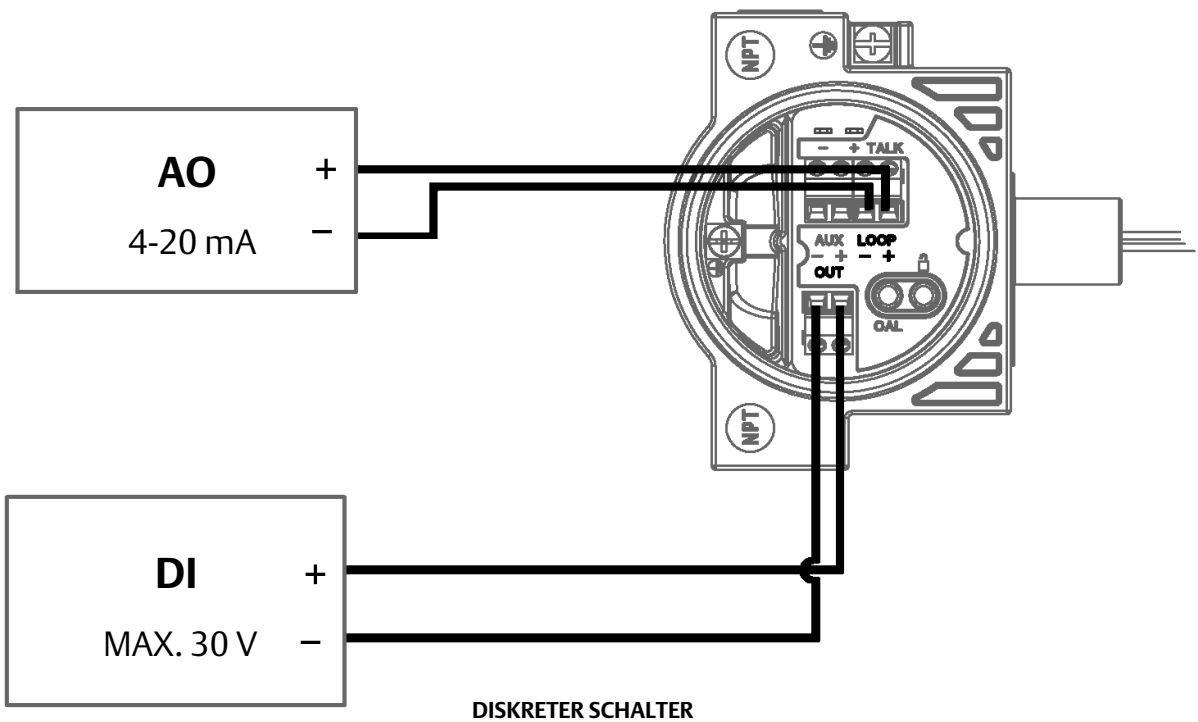 NPT
AO
+
4-20 mA
−
− + TALK
AUX LOOP
− + − +
OUT
CAL
NPT
DI
+
MAX. 30 V
−
DISKRETER SCHALTER